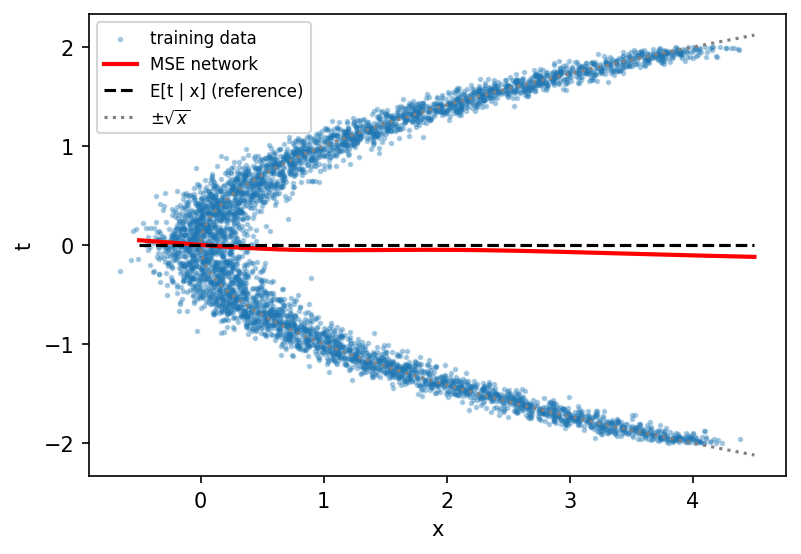 training data
MSE network
E[t | x] (reference)
±√x
2
1
0
−1
−2
t
0
1
2
3
4
x